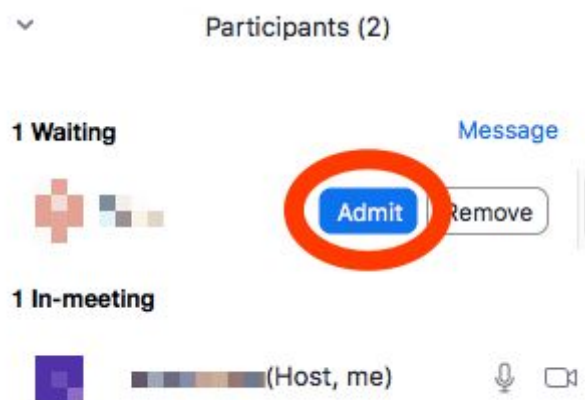 Participants (2)
1 Waiting Message
Admit Remove
1 In-meeting
(Host, me)